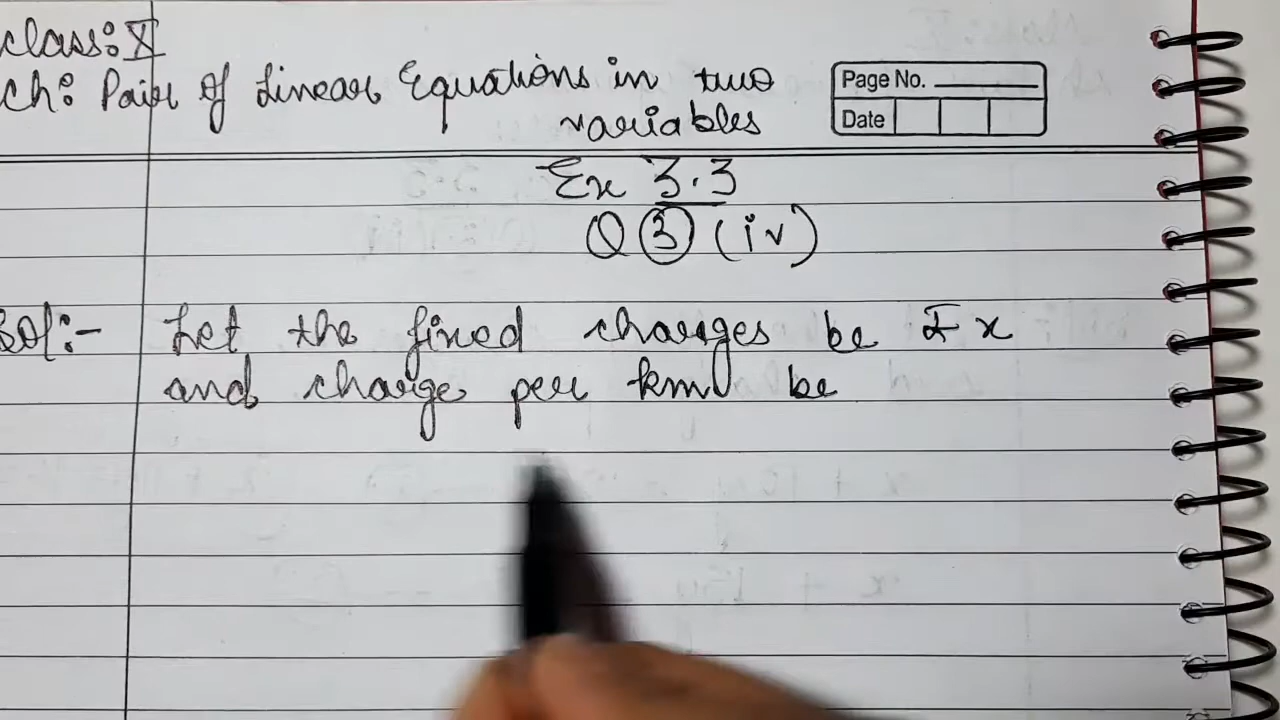 Class: X
Ch: Pair of Linear Equations in two
variables
Page No.
Date
Ex 3.3
Q 3 (iv)
Sol:- Let the fixed charges be ₹ x
and charge per km be